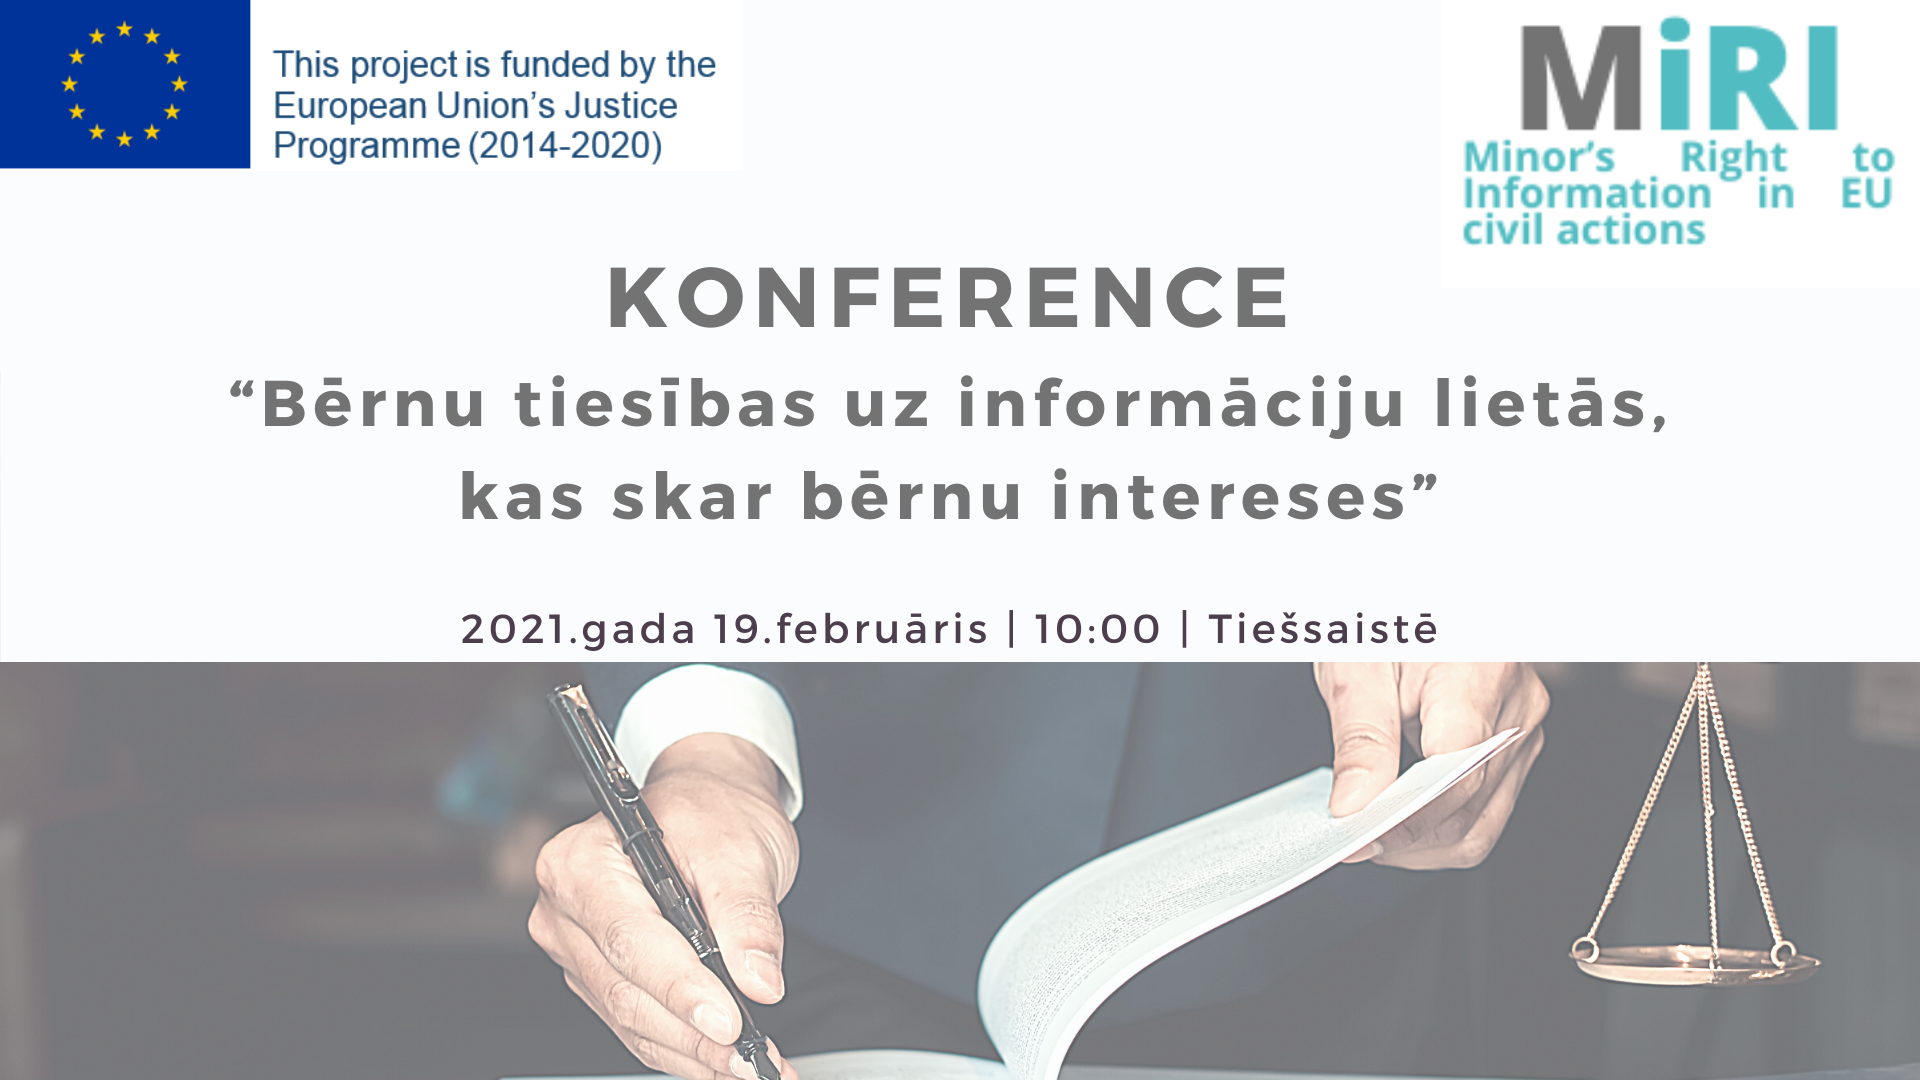 This project is funded by the
European Union's Justice
Programme (2014-2020)
MiRI
Minor's Right to
Information in EU
civil actions
KONFERENCE
“Bērnu tiesības uz informāciju lietās,
kas skar bērnu intereses”
2021.gada 19.februāris | 10:00 | Tiešsaistē